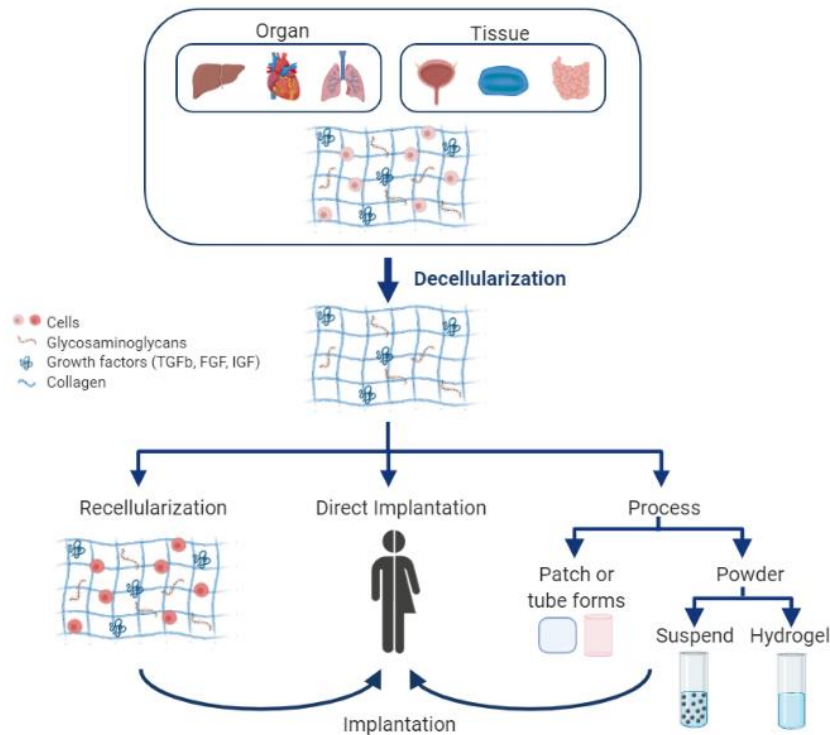 Organ
Tissue
Decellularization
Cells
Glycosaminoglycans
Growth factors (TGFb, FGF, IGF)
Collagen
Recellularization
Direct Implantation
Process
Patch or
tube forms
Powder
Suspend
Hydrogel
Implantation